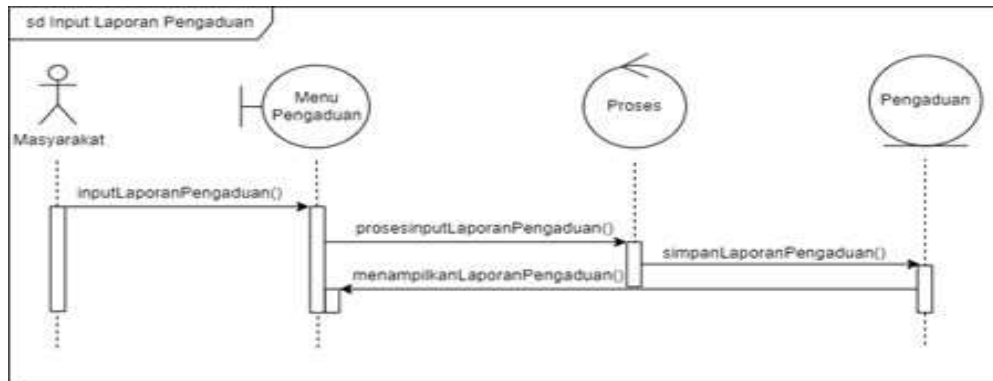 sd Input Laporan Pengaduan
Masyarakat
Menu
Pengaduan
Proses
Pengaduan
inputLaporanPengaduan()
prosesinputLaporanPengaduan()
simpanLaporanPengaduan()
menampilkanLaporanPengaduan()